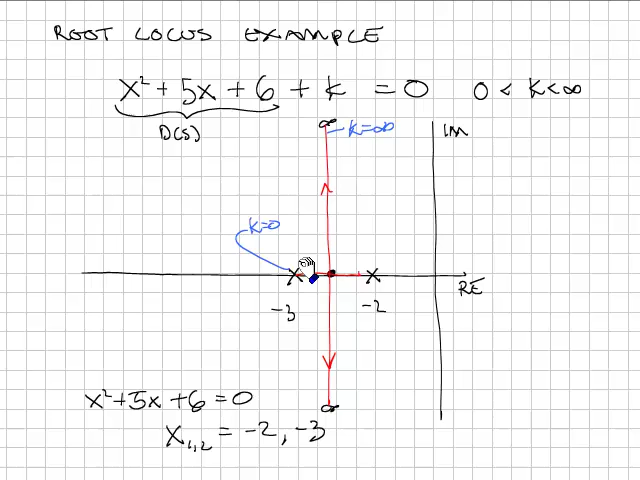 ROOT LOCUS EXAMPLE
x² + 5x + 6 + k = 0 0 < k < ∞
D(s)
∞ – k=∞ IM
k=0
RE
-3 -2
∞
x² + 5x + 6 = 0
x₁,₂ = -2, -3